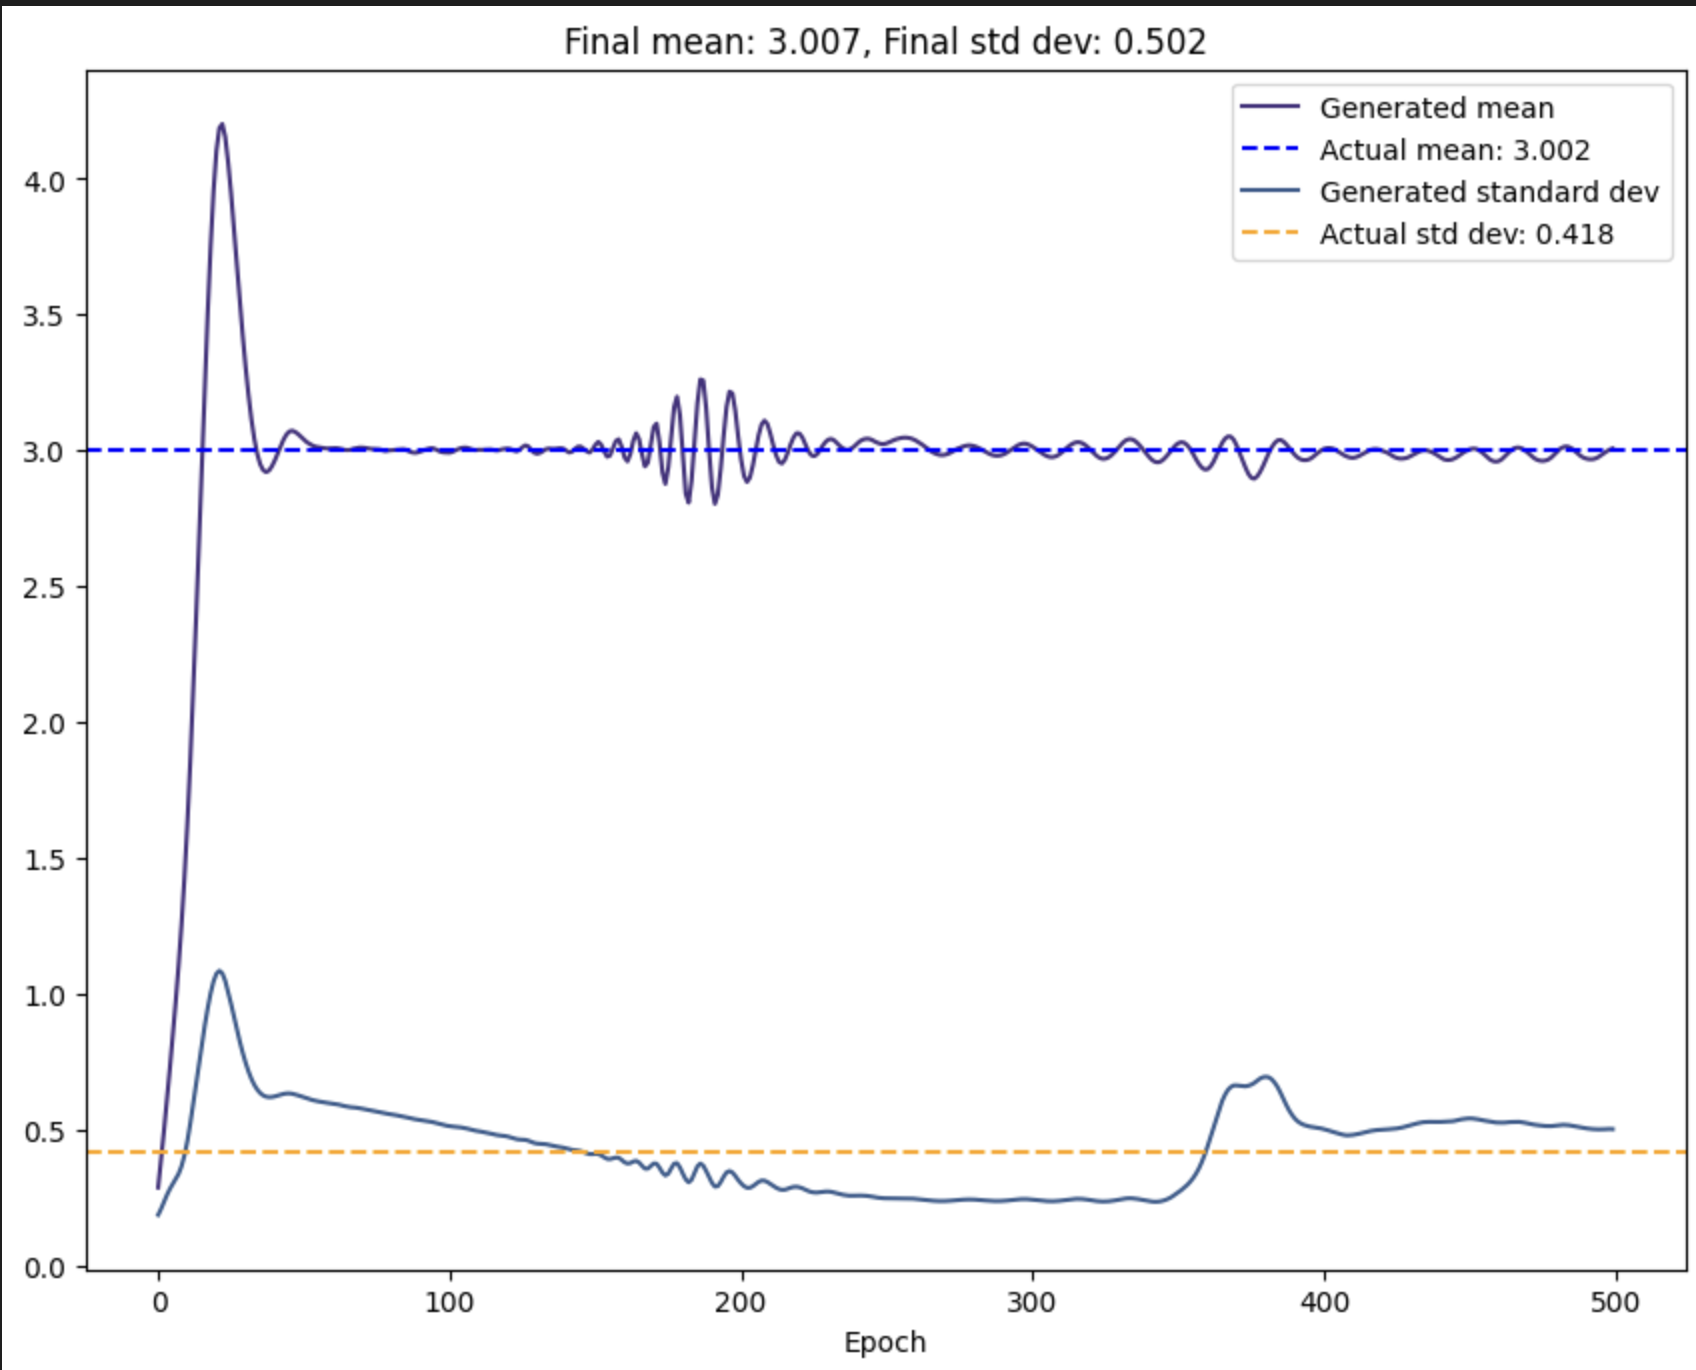 Final mean: 3.007, Final std dev: 0.502
Generated mean
Actual mean: 3.002
Generated standard dev
Actual std dev: 0.418
4.0
3.5
3.0
2.5
2.0
1.5
1.0
0.5
0.0
0 100 200 300 400 500
Epoch